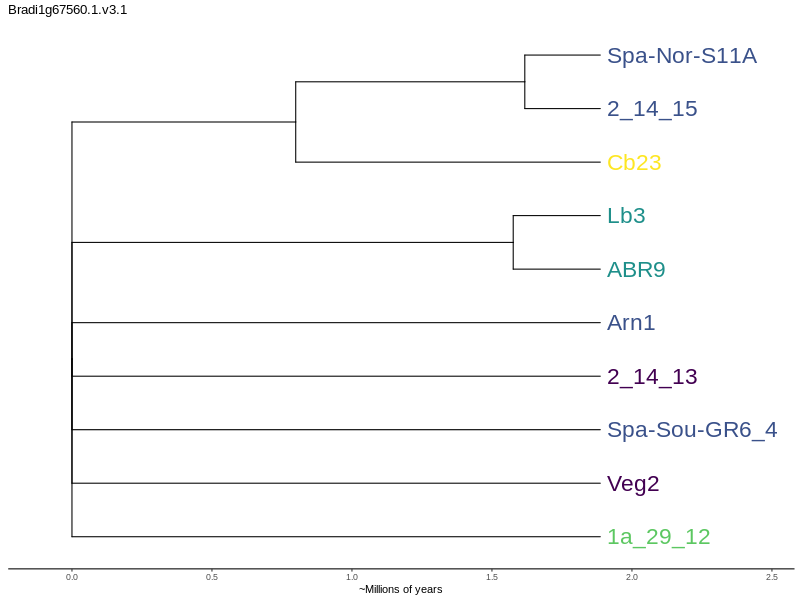 Bradi1g67560.1.v3.1
Spa-Nor-S11A
2_14_15
Cb23
Lb3
ABR9
Arn1
2_14_13
Spa-Sou-GR6_4
Veg2
1a_29_12
0.0 0.5 1.0 1.5 2.0 2.5
~Millions of years